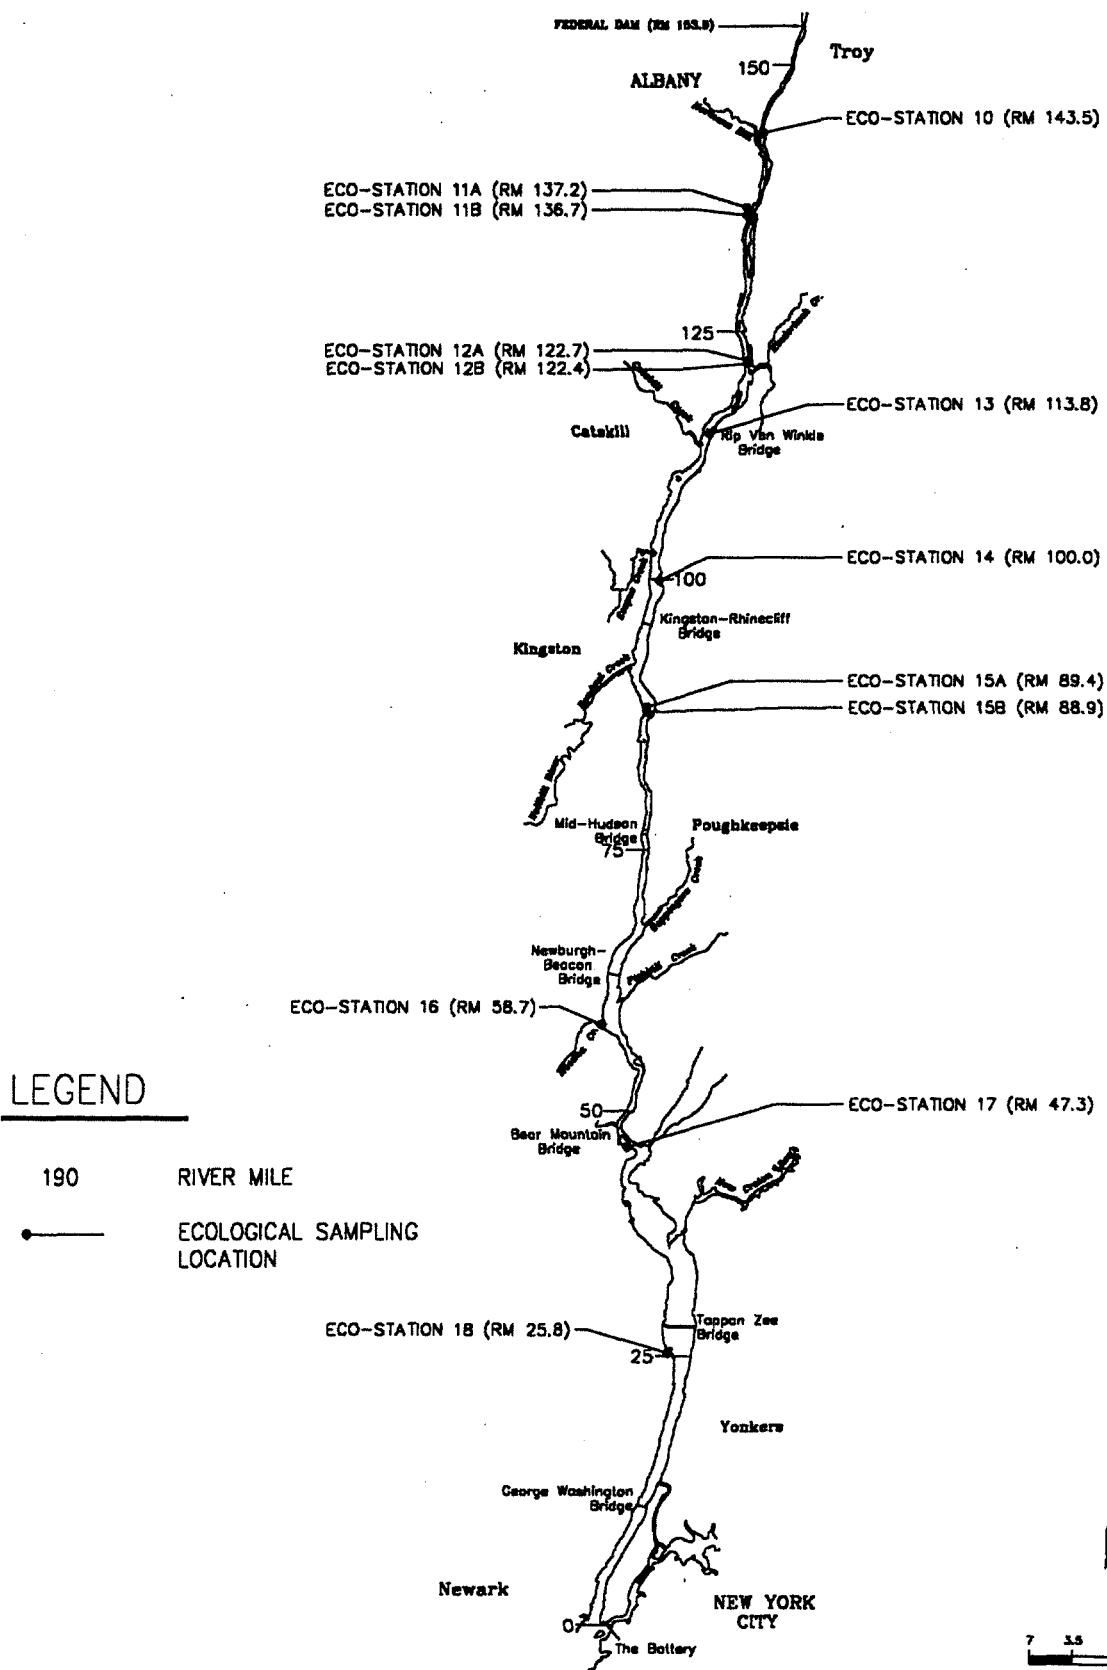 FEDERAL DAM (RM 153.9)
Troy
150
ALBANY
ECO-STATION 10 (RM 143.5)
ECO-STATION 11A (RM 137.2)
ECO-STATION 11B (RM 136.7)
125
ECO-STATION 12A (RM 122.7)
ECO-STATION 12B (RM 122.4)
ECO-STATION 13 (RM 113.8)
Catskill
Rip Van Winkle
Bridge
ECO-STATION 14 (RM 100.0)
100
Kingston-Rhinecliff
Bridge
Kingston
ECO-STATION 15A (RM 89.4)
ECO-STATION 15B (RM 88.9)
Mid-Hudson
Bridge
Poughkeepsie
75
Newburgh-
Beacon
Bridge
Fishkill Creek
ECO-STATION 16 (RM 58.7)
LEGEND
190
RIVER MILE
ECOLOGICAL SAMPLING
LOCATION
50
ECO-STATION 17 (RM 47.3)
Bear Mountain
Bridge
Tappan Zee
Bridge
ECO-STATION 18 (RM 25.8)
25
Yonkers
George Washington
Bridge
Newark
NEW YORK
CITY
0
The Battery
7 3.5